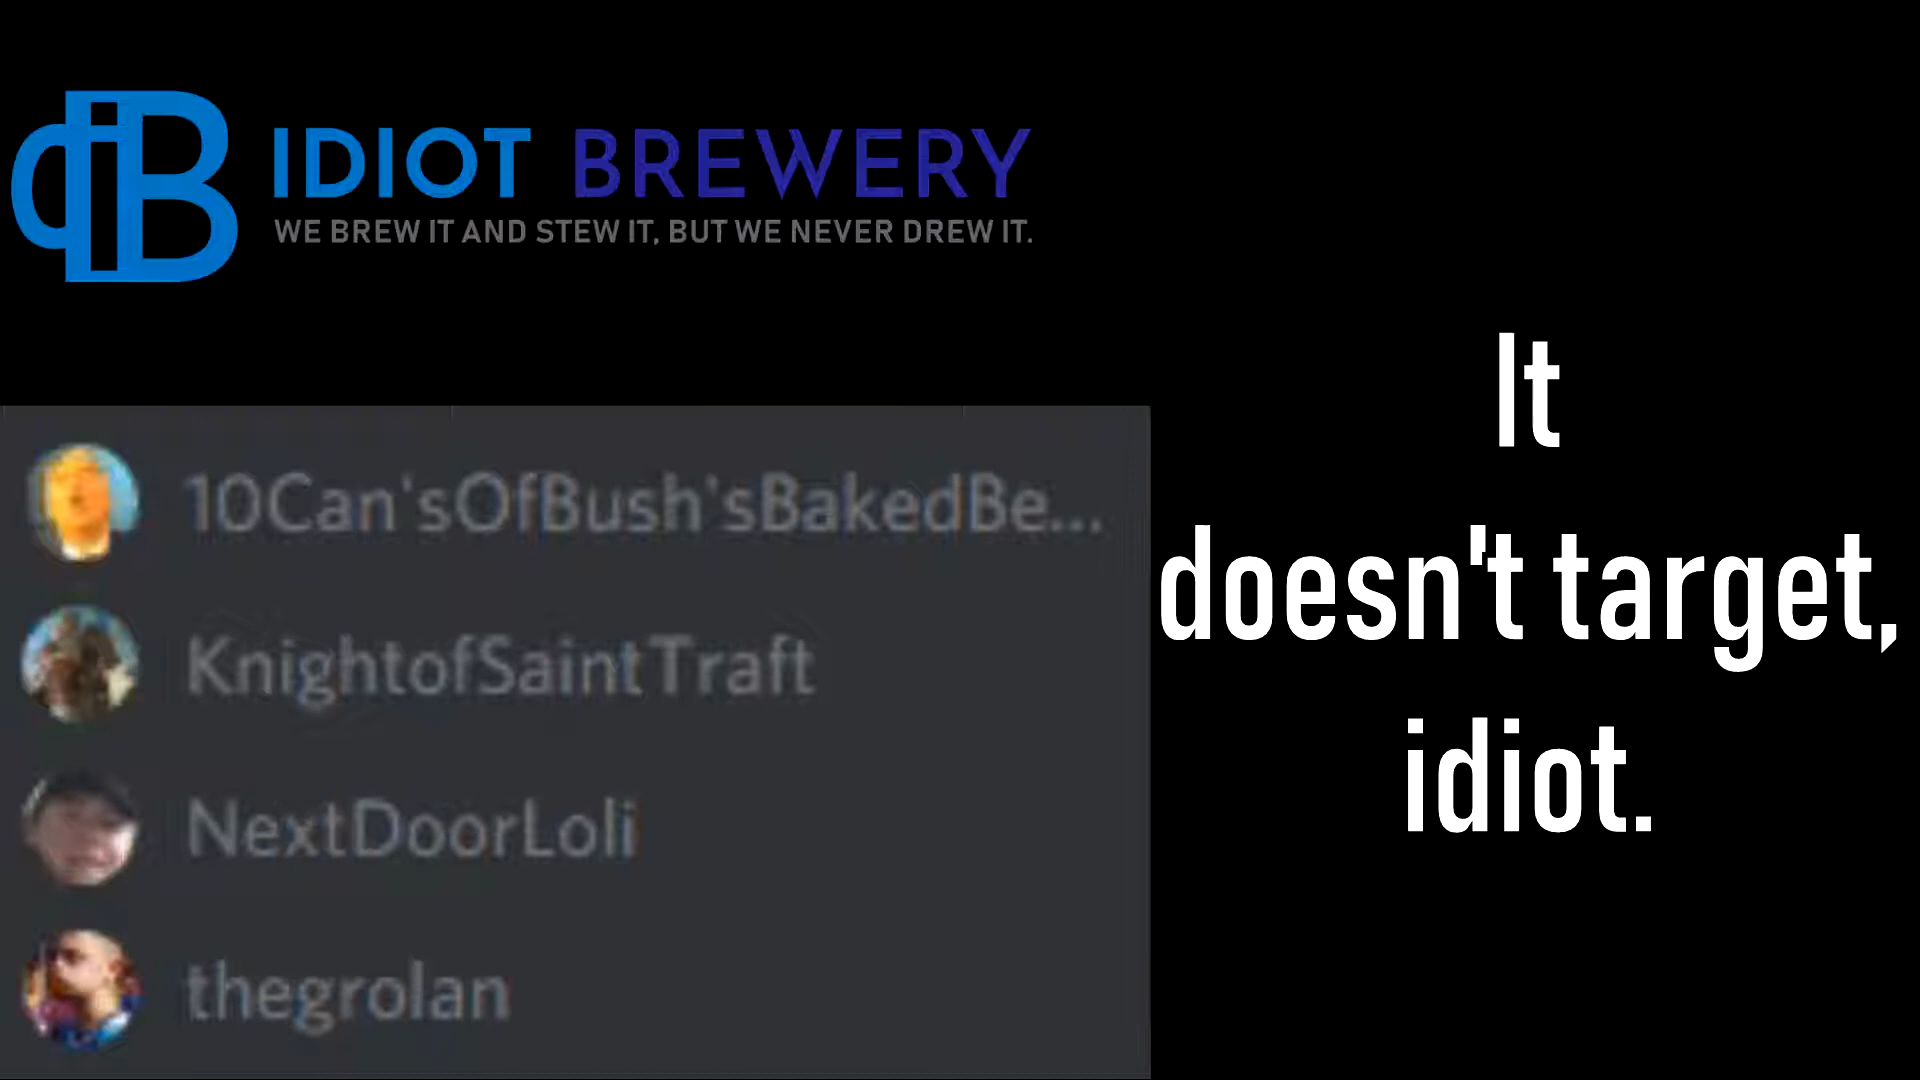 IDIOT BREWERY
WE BREW IT AND STEW IT, BUT WE NEVER DREW IT.
10Can'sOfBush'sBakedBe...
KnightofSaintTraft
NextDoorLoli
thegrolan
It
doesn't target,
idiot.